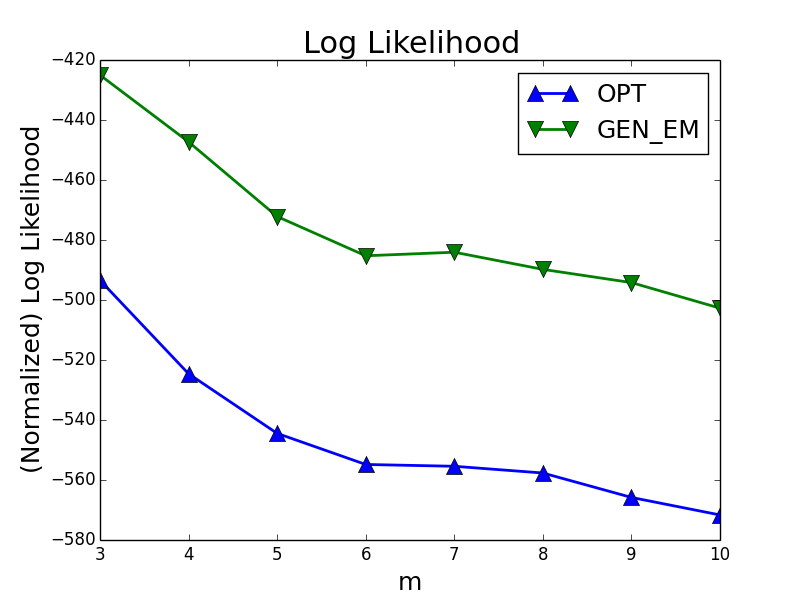 Log Likelihood
OPT
GEN_EM
(Normalized) Log Likelihood
−420
−440
−460
−480
−500
−520
−540
−560
−580
3 4 5 6 7 8 9 10
m